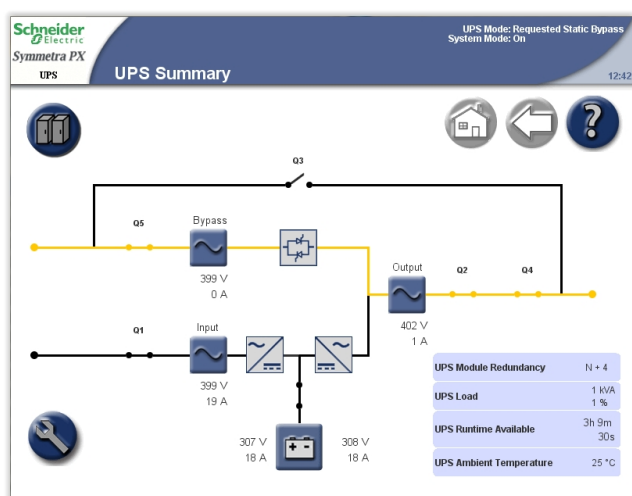 Schneider
Electric
Symmetra PX
UPS
UPS Summary
UPS Mode: Requested Static Bypass
System Mode: On
12:42
?
Q3
Q5
Bypass
399 V
0 A
Output
402 V
1 A
Q2
Q4
Q1
Input
399 V
19 A
307 V
18 A
308 V
18 A
UPS Module Redundancy N + 4
UPS Load 1 kVA
1 %
UPS Runtime Available 3h 9m
30s
UPS Ambient Temperature 25 °C